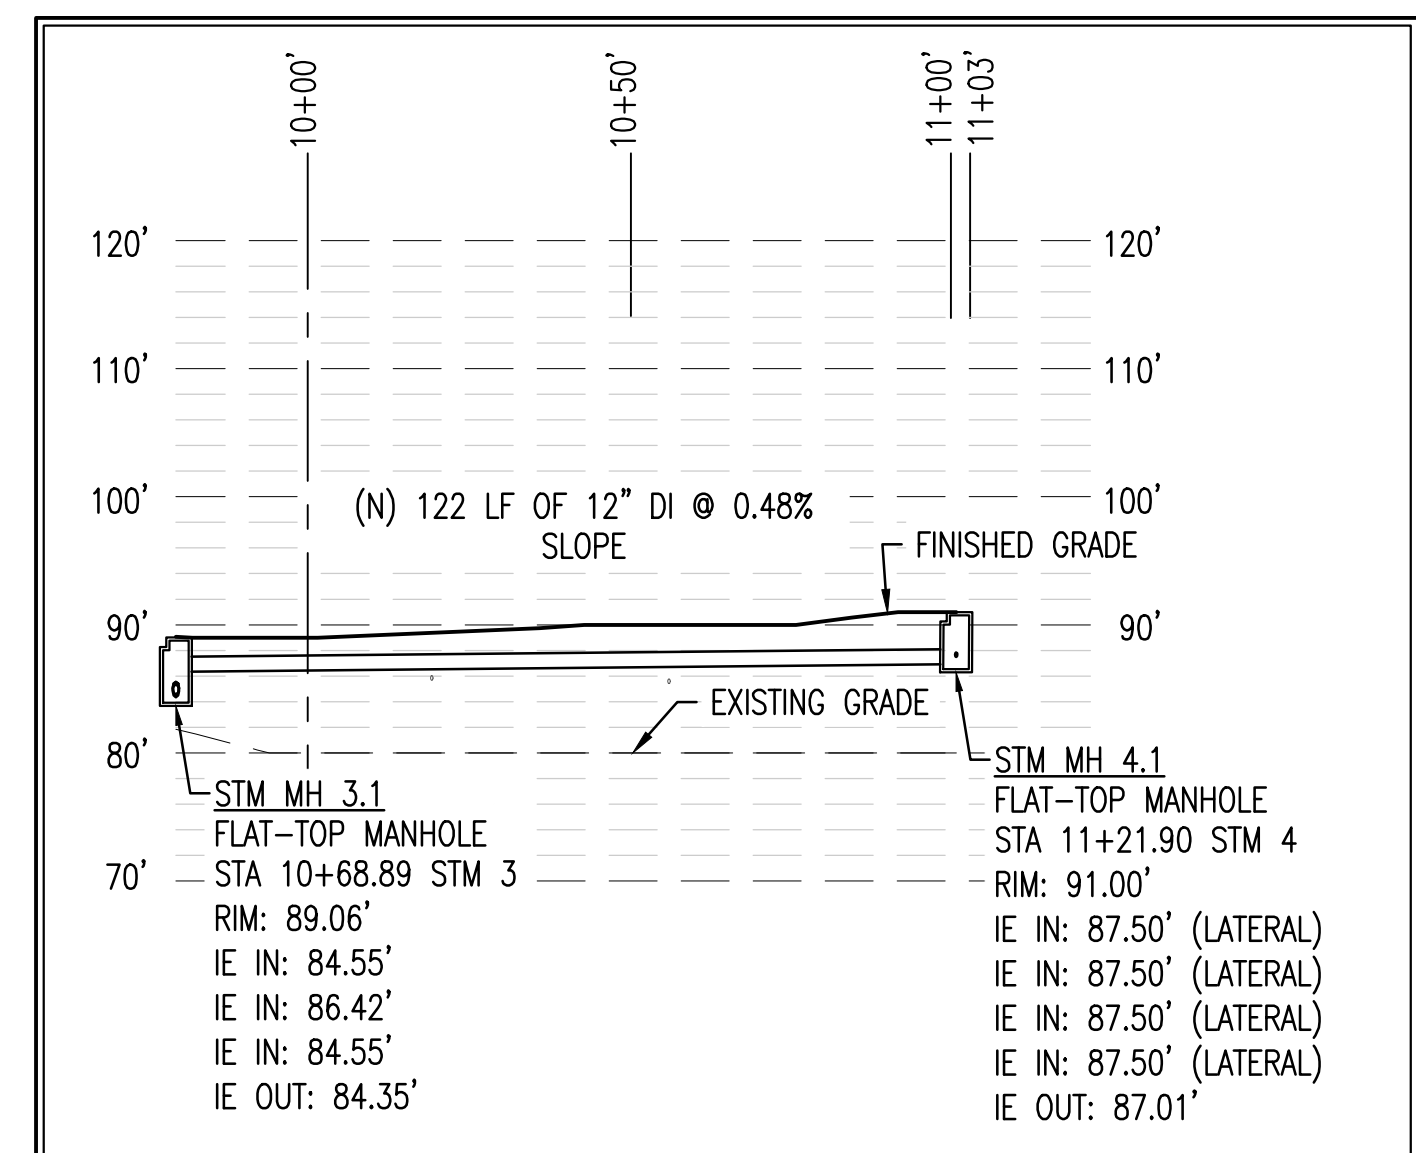 10+00'
10+50'
11+00'
11+03'
120'
120'
110'
110'
100'
100'
(N) 122 LF OF 12" DI @ 0.48%
SLOPE
FINISHED GRADE
90'
90'
EXISTING GRADE
80'
70'
STM MH 3.1
FLAT-TOP MANHOLE
STA 10+68.89 STM 3
RIM: 89.06'
IE IN: 84.55'
IE IN: 86.42'
IE IN: 84.55'
IE OUT: 84.35'
STM MH 4.1
FLAT-TOP MANHOLE
STA 11+21.90 STM 4
RIM: 91.00'
IE IN: 87.50' (LATERAL)
IE IN: 87.50' (LATERAL)
IE IN: 87.50' (LATERAL)
IE IN: 87.50' (LATERAL)
IE OUT: 87.01'